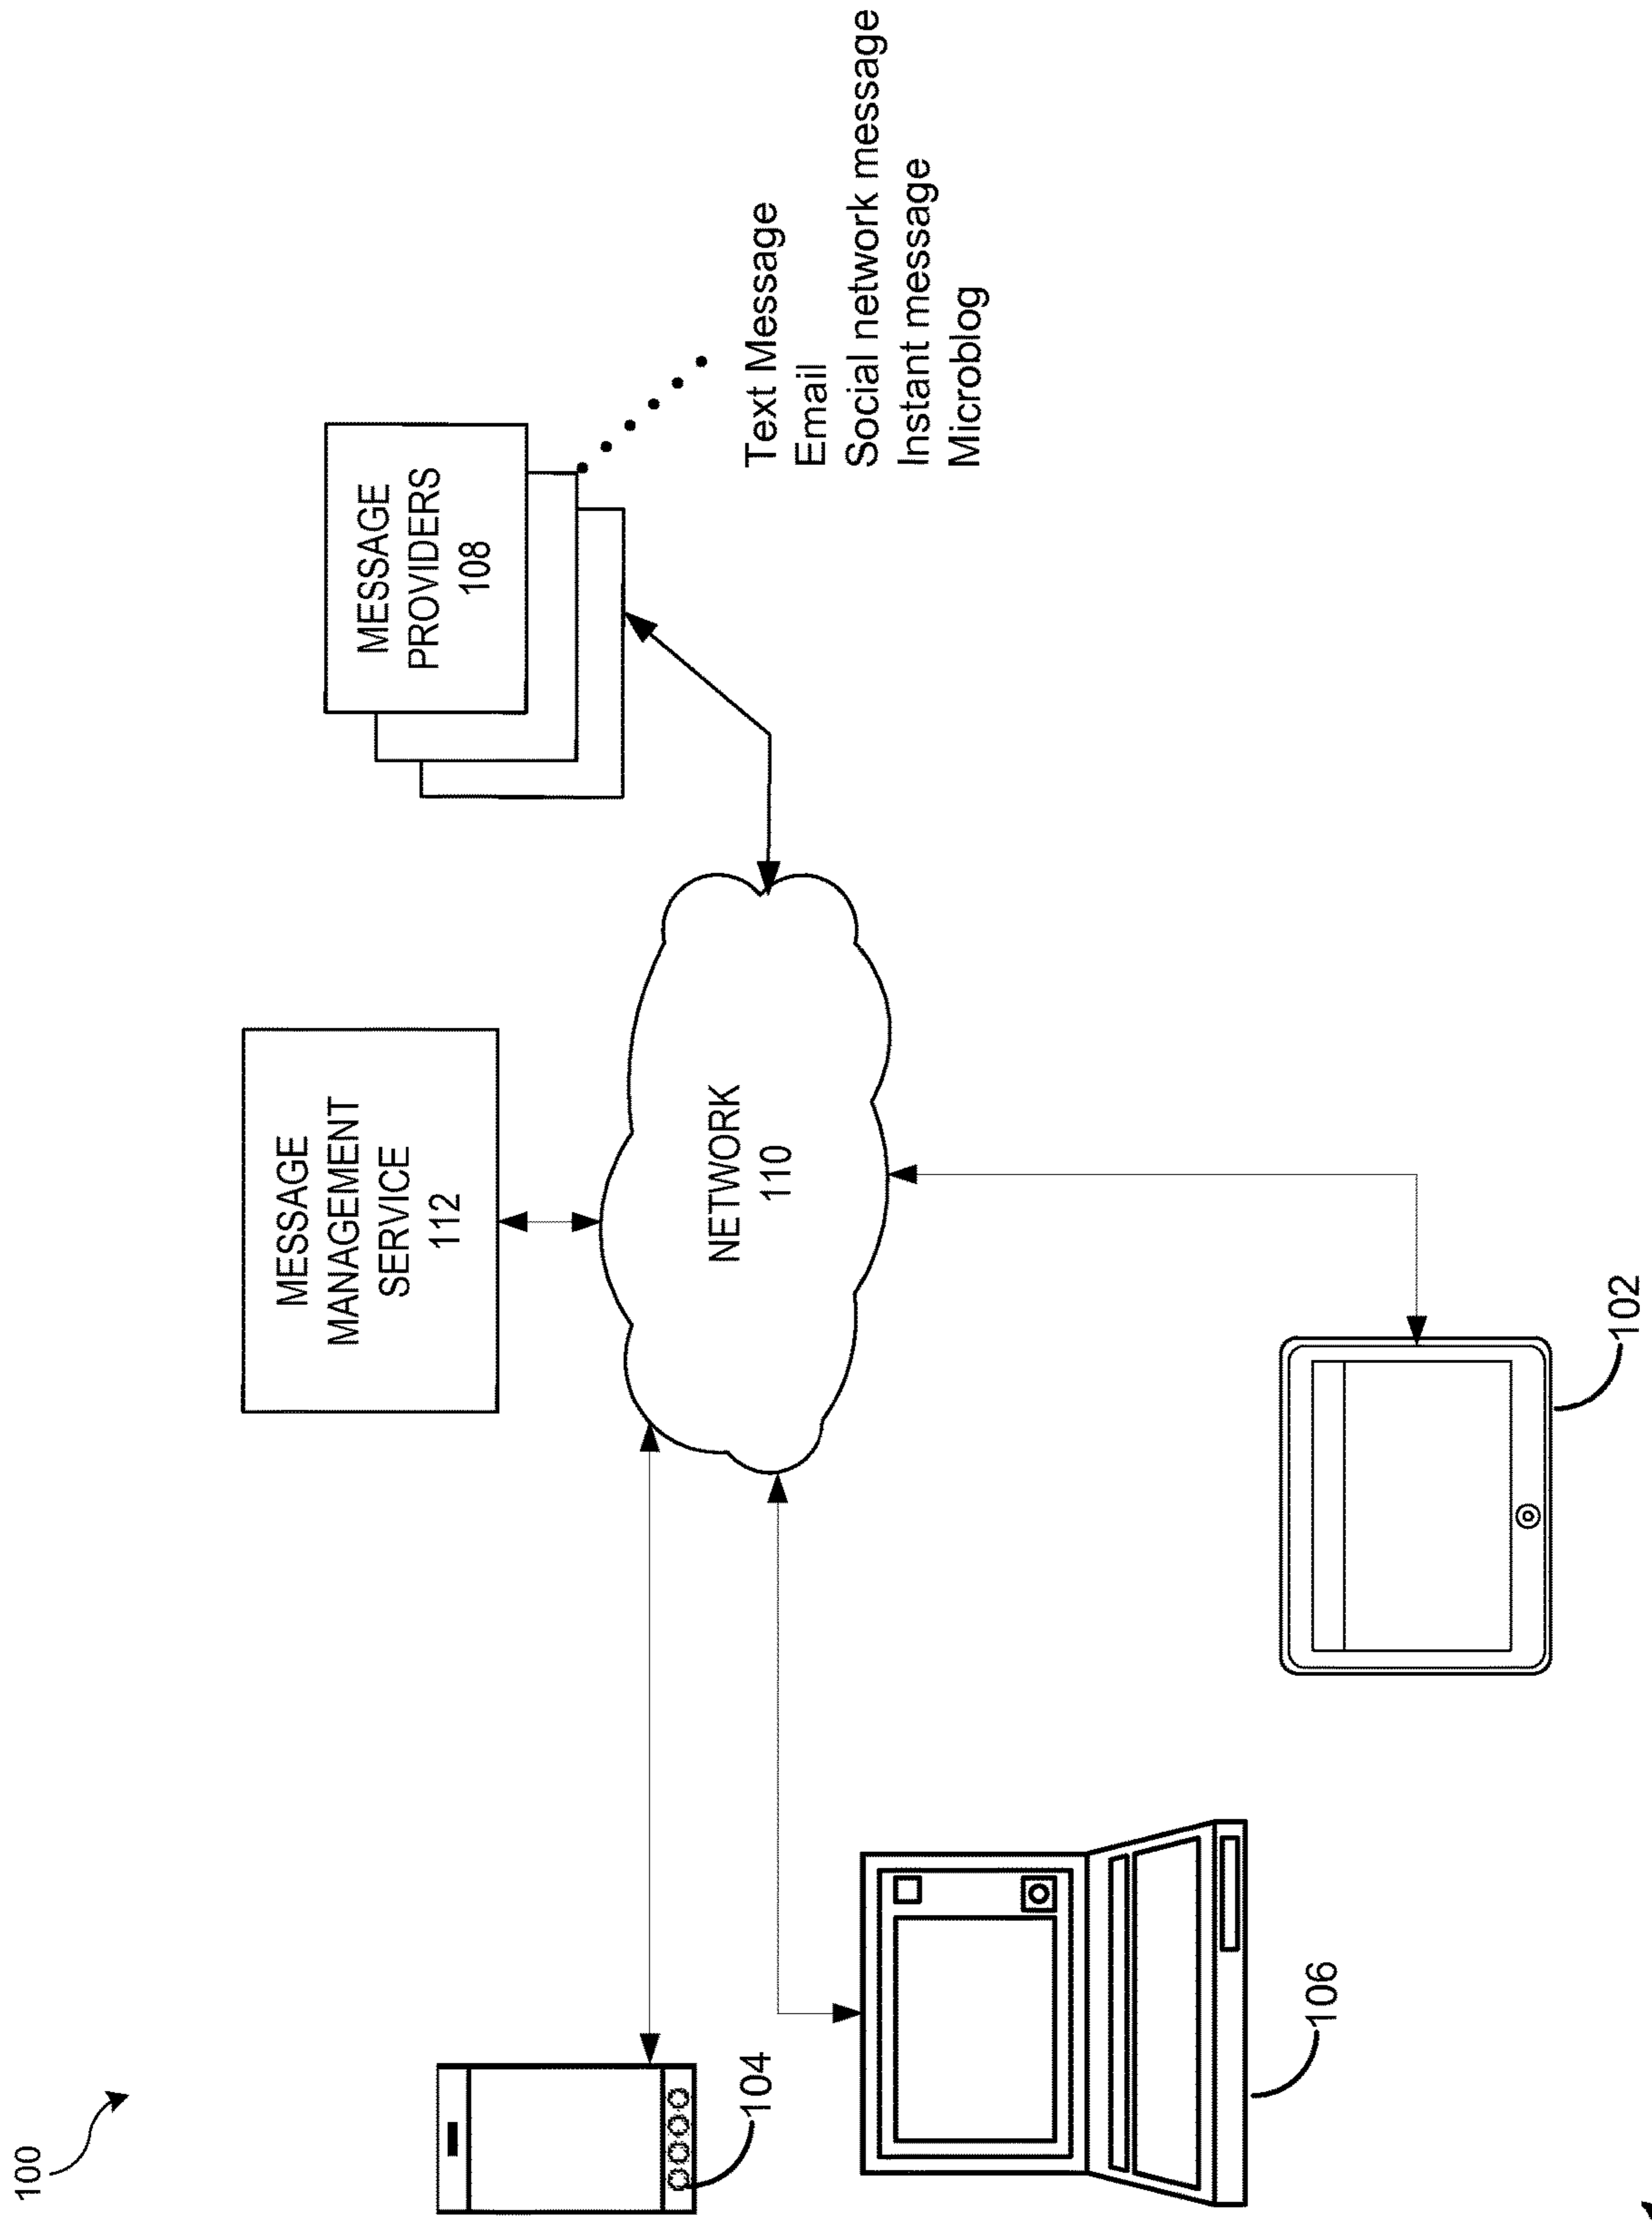 100
MESSAGE
MANAGEMENT
SERVICE
112
MESSAGE
PROVIDERS
108
104
NETWORK
110
Text Message
Email
Social network message
Instant message
Microblog
106
102